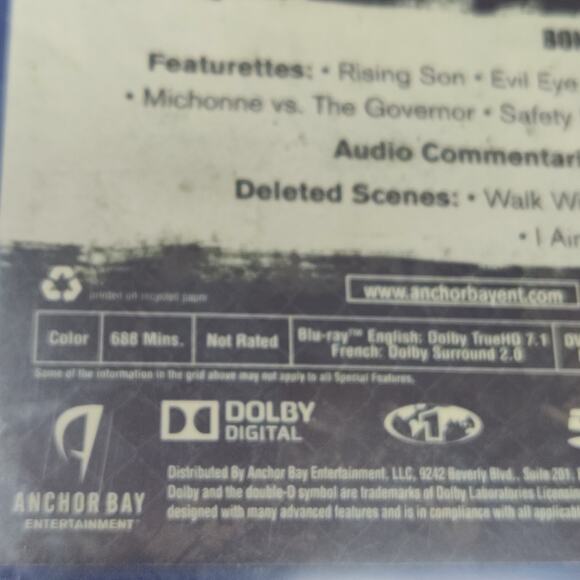 Featurettes: • Rising Son • Evil Eye
• Michonne vs. The Governor • Safety
Audio Commentari
Deleted Scenes: • Walk Wi
• I Ain
printed on recycled paper
www.anchorbayent.com
Color 688 Mins. Not Rated Blu-ray™ English: Dolby TrueHD 7.1
French: Dolby Surround 2.0
Some of the information in the grid above may not apply to all Special Features.
DOLBY
DIGITAL
1
Distributed By Anchor Bay Entertainment, LLC, 9242 Beverly Blvd., Suite 201,
Dolby and the double-D symbol are trademarks of Dolby Laboratories Licensin
designed with many advanced features and is in compliance with all applicabl
ANCHOR BAY
ENTERTAINMENT